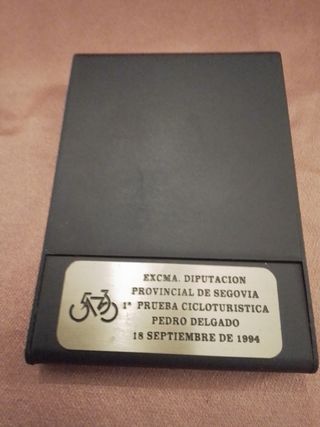 EXCMA. DIPUTACION
PROVINCIAL DE SEGOVIA
1ª PRUEBA CICLOTURISTICA
PEDRO DELGADO
18 SEPTIEMBRE DE 1994